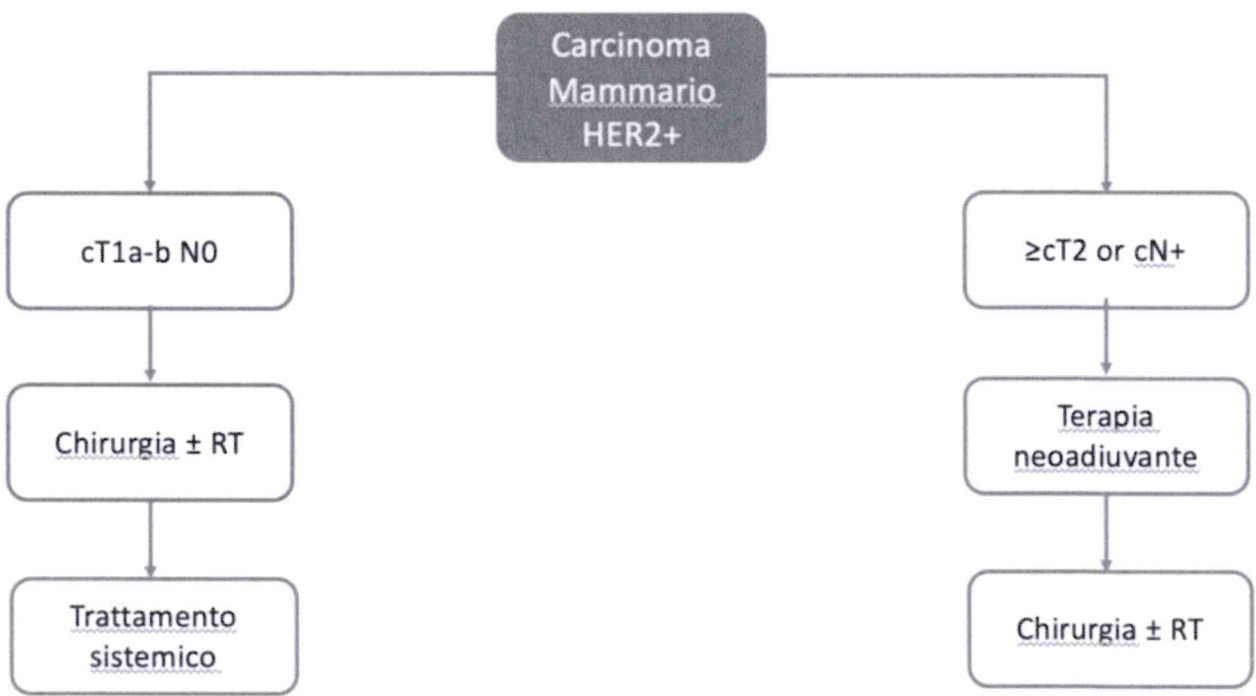 Carcinoma
Mammario
HER2+
cT1a-b N0
≥cT2 or cN+
Chirurgia ± RT
Terapia
neoadiuvante
Trattamento
sistemico
Chirurgia ± RT